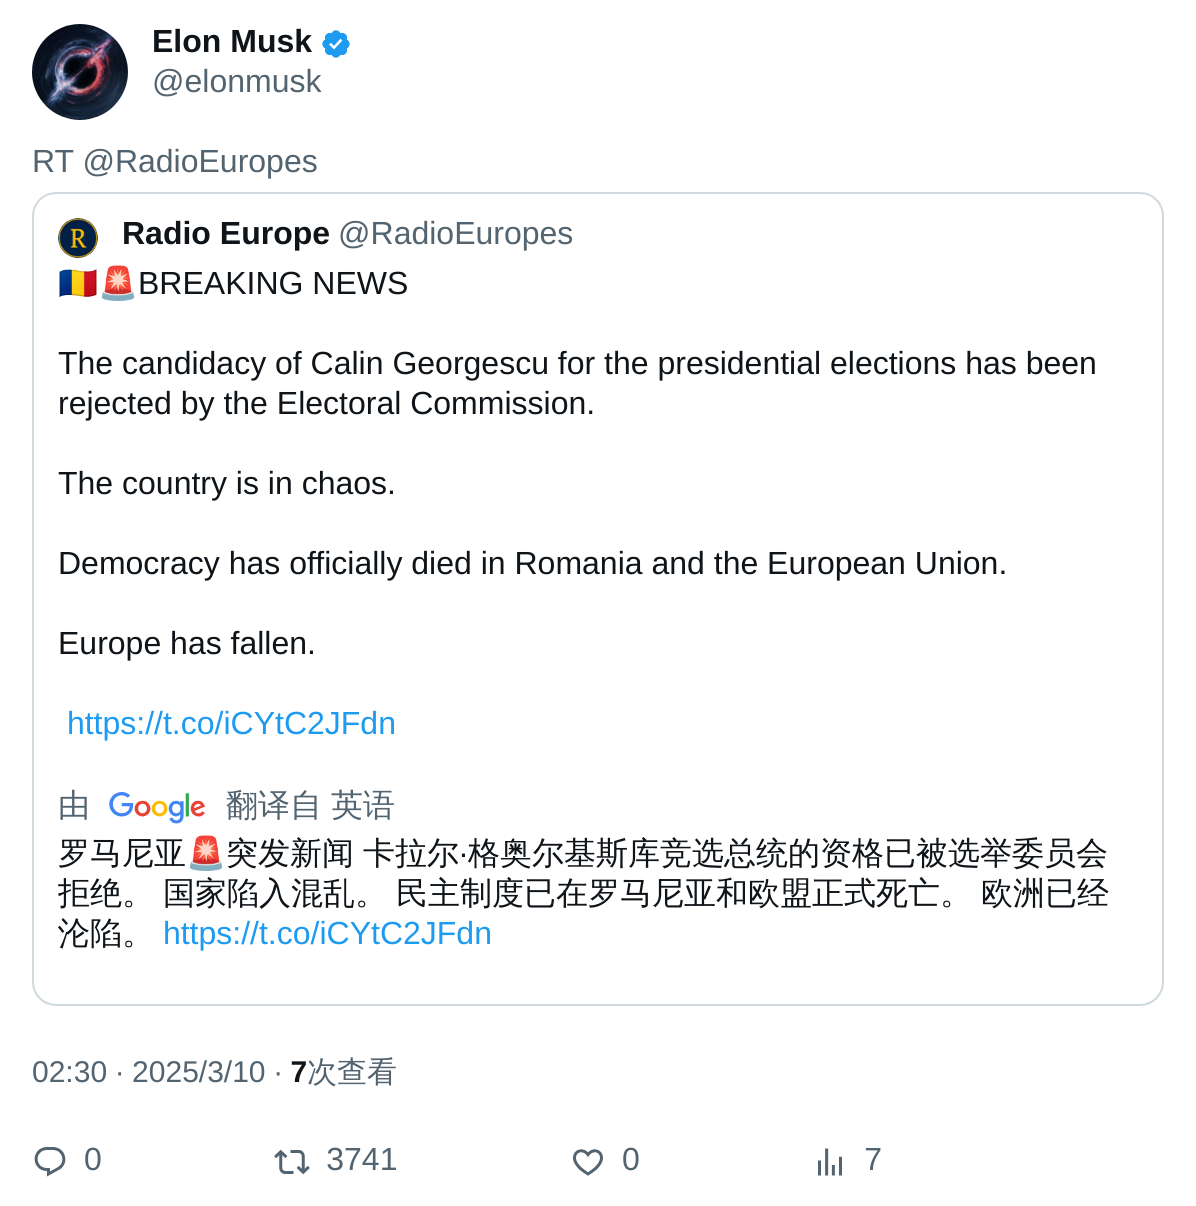 Elon Musk
@elonmusk
RT @RadioEuropes
R Radio Europe @RadioEuropes
🇷🇴🚨BREAKING NEWS
The candidacy of Calin Georgescu for the presidential elections has been
rejected by the Electoral Commission.
The country is in chaos.
Democracy has officially died in Romania and the European Union.
Europe has fallen.
https://t.co/iCYtC2JFdn
由 Google 翻译自 英语
罗马尼亚🚨突发新闻 卡拉尔·格奥尔基斯库竞选总统的资格已被选举委员会
拒绝。 国家陷入混乱。 民主制度已在罗马尼亚和欧盟正式死亡。 欧洲已经
沦陷。 https://t.co/iCYtC2JFdn
02:30 · 2025/3/10 · 7次查看
0 3741 0 7